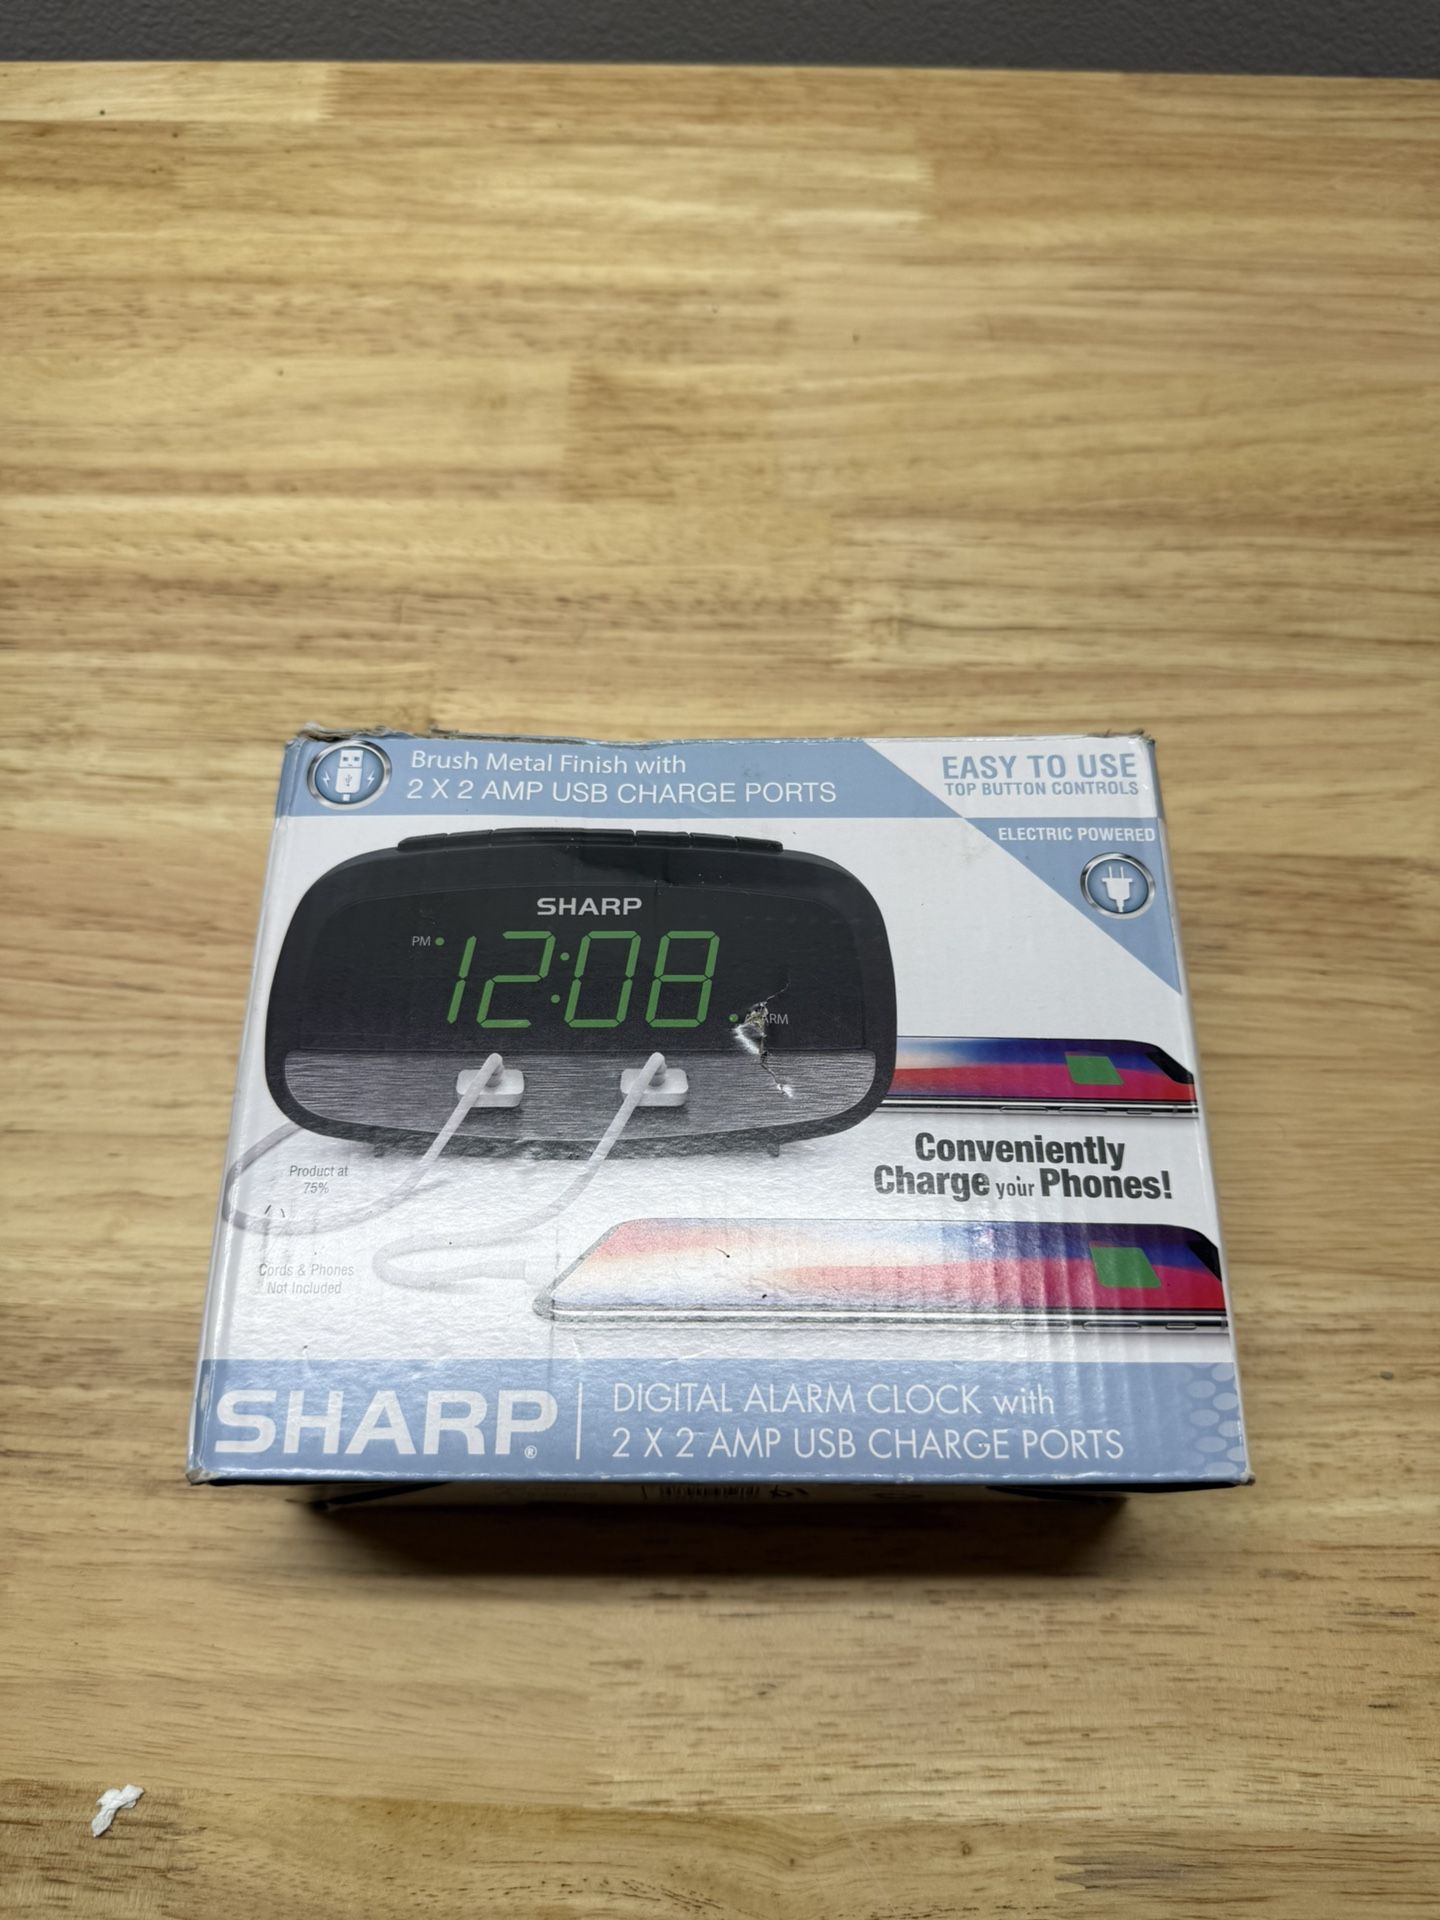 Brush Metal Finish with
2 X 2 AMP USB CHARGE PORTS
EASY TO USE
TOP BUTTON CONTROLS
ELECTRIC POWERED
SHARP
PM
12:08
Conveniently
Charge your Phones!
Product at
75%
Cords & Phones
Not Included
SHARP®
DIGITAL ALARM CLOCK with
2 X 2 AMP USB CHARGE PORTS